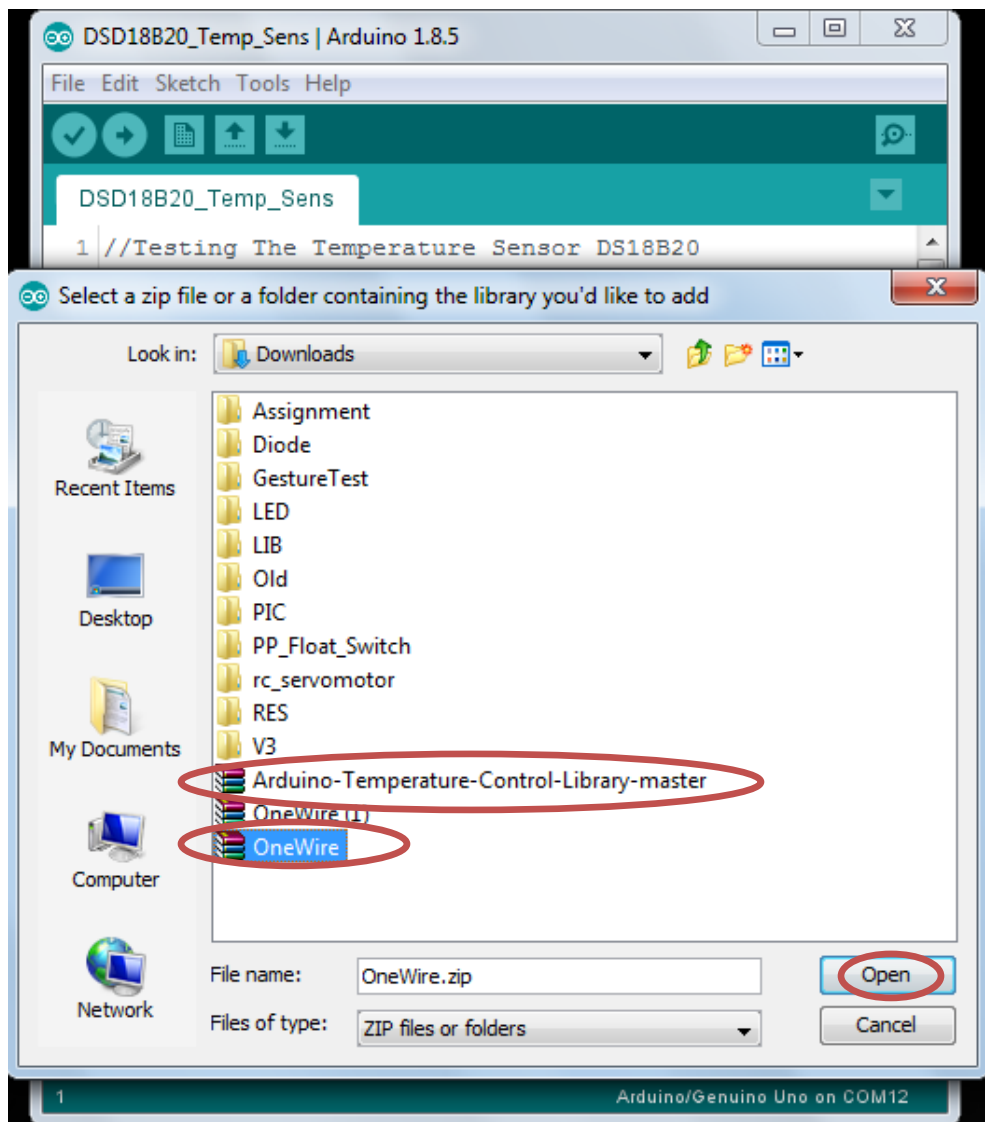 DSD18B20_Temp_Sens | Arduino 1.8.5
File Edit Sketch Tools Help
DSD18B20_Temp_Sens
1 //Testing The Temperature Sensor DS18B20
Select a zip file or a folder containing the library you'd like to add
Look in: Downloads
Recent Items
Desktop
My Documents
Computer
Network
Assignment
Diode
GestureTest
LED
LIB
Old
PIC
PP_Float_Switch
rc_servomotor
RES
V3
Arduino-Temperature-Control-Library-master
OneWire (1)
OneWire
File name: OneWire.zip Open
Files of type: ZIP files or folders Cancel
1 Arduino/Genuino Uno on COM12